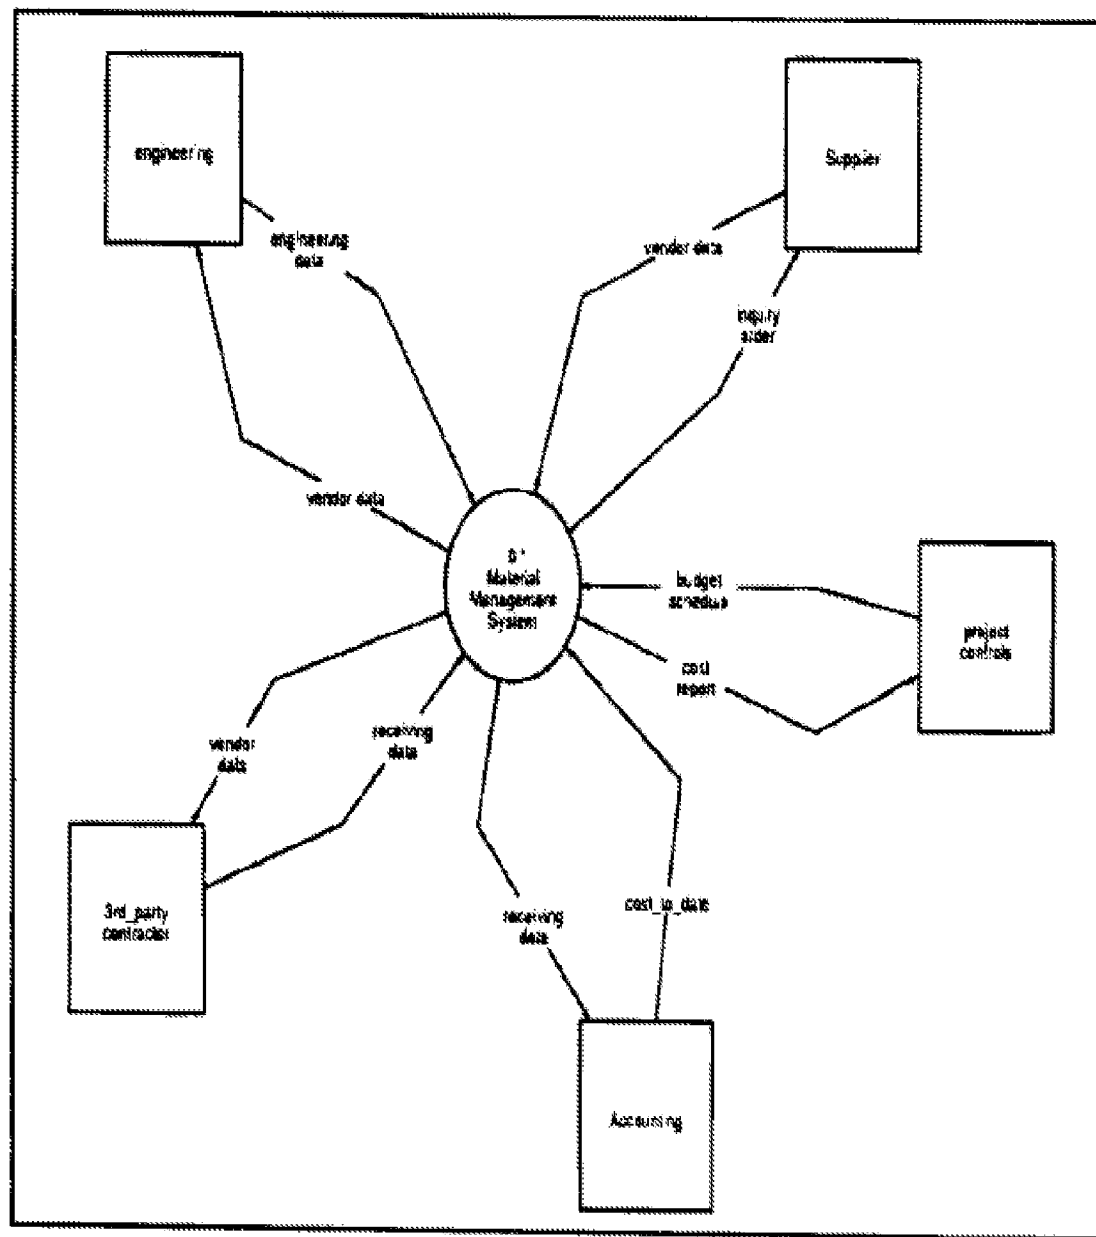 engineering
Supplier
engineering
data
vendor data
inquiry
order
vendor data
Material
Management
System
budget
schedule
project
controls
cost
report
receiving
data
vendor
data
3rd_party
contractor
receiving
data
cost_to_date
Accounting